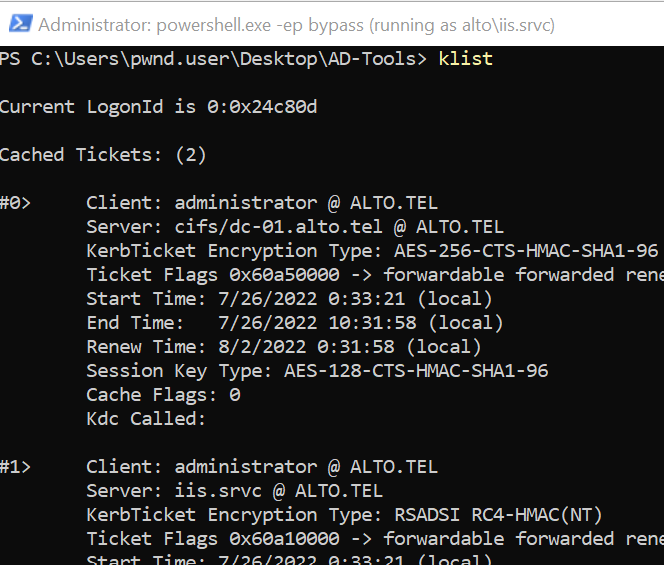 Administrator: powershell.exe -ep bypass (running as alto\iis.srvc)
PS C:\Users\pwnd.user\Desktop\AD-Tools> klist
Current LogonId is 0:0x24c80d
Cached Tickets: (2)
#0> Client: administrator @ ALTO.TEL
Server: cifs/dc-01.alto.tel @ ALTO.TEL
KerbTicket Encryption Type: AES-256-CTS-HMAC-SHA1-96
Ticket Flags 0x60a50000 -> forwardable forwarded rene
Start Time: 7/26/2022 0:33:21 (local)
End Time: 7/26/2022 10:31:58 (local)
Renew Time: 8/2/2022 0:31:58 (local)
Session Key Type: AES-128-CTS-HMAC-SHA1-96
Cache Flags: 0
Kdc Called:
#1> Client: administrator @ ALTO.TEL
Server: iis.srvc @ ALTO.TEL
KerbTicket Encryption Type: RSADSI RC4-HMAC(NT)
Ticket Flags 0x60a10000 -> forwardable forwarded rene
Start Time: 7/26/2022 0:33:21 (local)